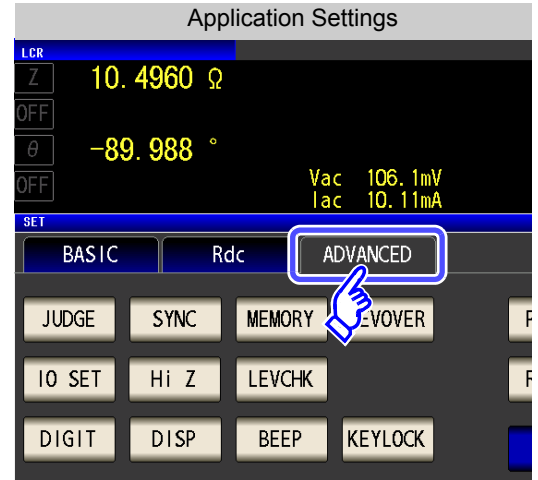 Application Settings
LCR
Z 10.4960 Ω
OFF
θ -89.988 °
OFF
Vac 106.1mV
Iac 10.11mA
SET
BASIC Rdc ADVANCED
JUDGE SYNC MEMORY VOVER
IO SET Hi Z LEVCHK
DIGIT DISP BEEP KEYLOCK